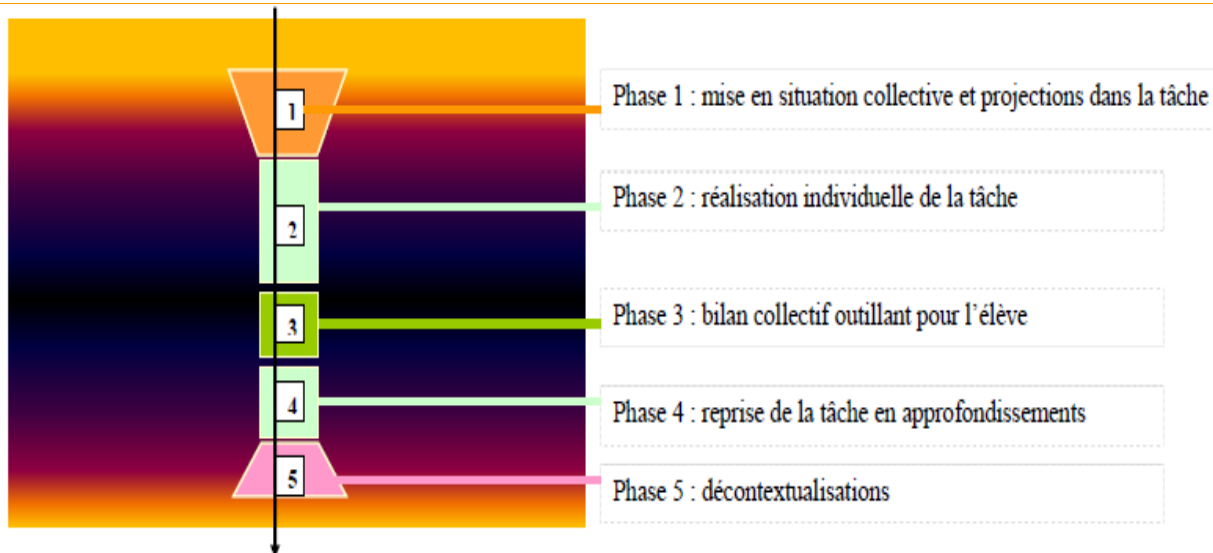 1
Phase 1 : mise en situation collective et projections dans la tâche
2
Phase 2 : réalisation individuelle de la tâche
3
Phase 3 : bilan collectif outillant pour l'élève
4
Phase 4 : reprise de la tâche en approfondissements
5
Phase 5 : décontextualisations